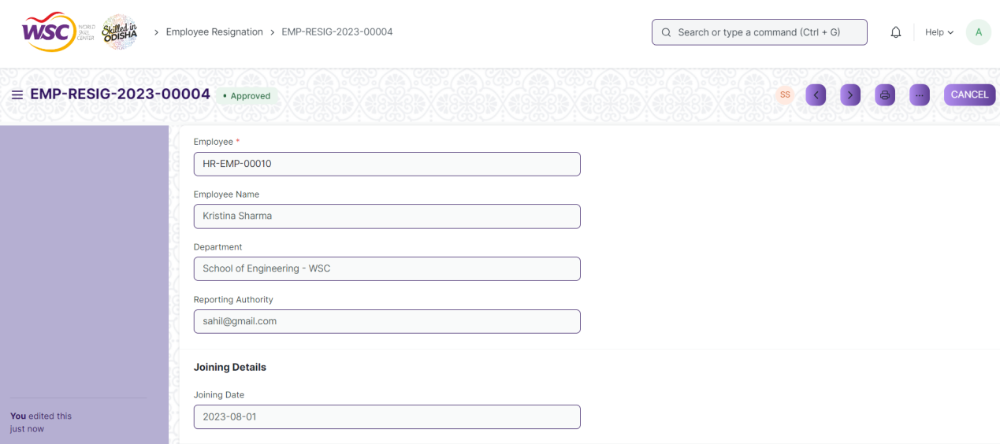 WSC WORLD SKILL CENTER Skilled in ODISHA > Employee Resignation > EMP-RESIG-2023-00004 Search or type a command (Ctrl + G) Help A
EMP-RESIG-2023-00004 • Approved SS < > ... CANCEL
Employee *
HR-EMP-00010
Employee Name
Kristina Sharma
Department
School of Engineering - WSC
Reporting Authority
sahil@gmail.com
Joining Details
Joining Date
2023-08-01
You edited this
just now